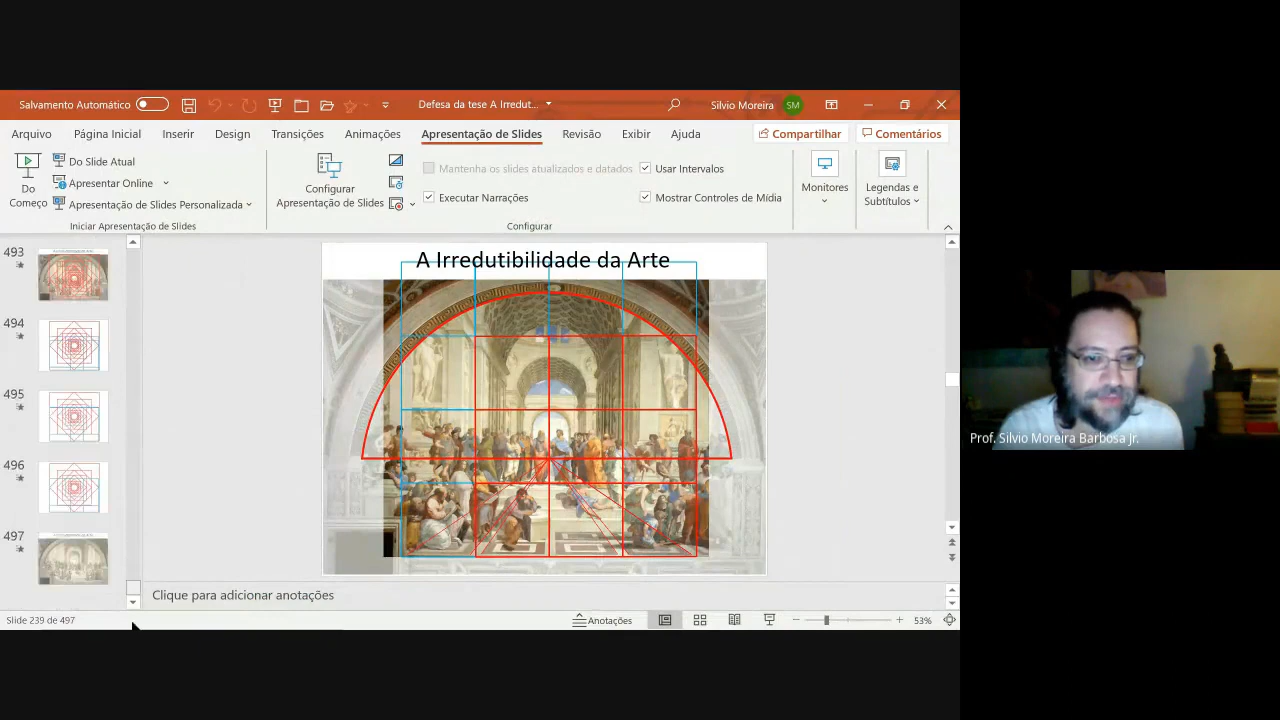 Salvamento Automático
Defesa da tese A Irredut...
Silvio Moreira
SM
Arquivo
Página Inicial
Inserir
Design
Transições
Animações
Apresentação de Slides
Revisão
Exibir
Ajuda
Compartilhar
Comentários
Do
Começo
Do Slide Atual
Apresentar Online
Apresentação de Slides Personalizada
Iniciar Apresentação de Slides
Configurar
Apresentação de Slides
Mantenha os slides atualizados e datados
Executar Narrações
Usar Intervalos
Mostrar Controles de Mídia
Configurar
Monitores
Legendas e
Subtítulos
493
494
495
496
497
A Irredutibilidade da Arte
Clique para adicionar anotações
Slide 239 de 497
Anotações
53%
Prof. Silvio Moreira Barbosa Jr.